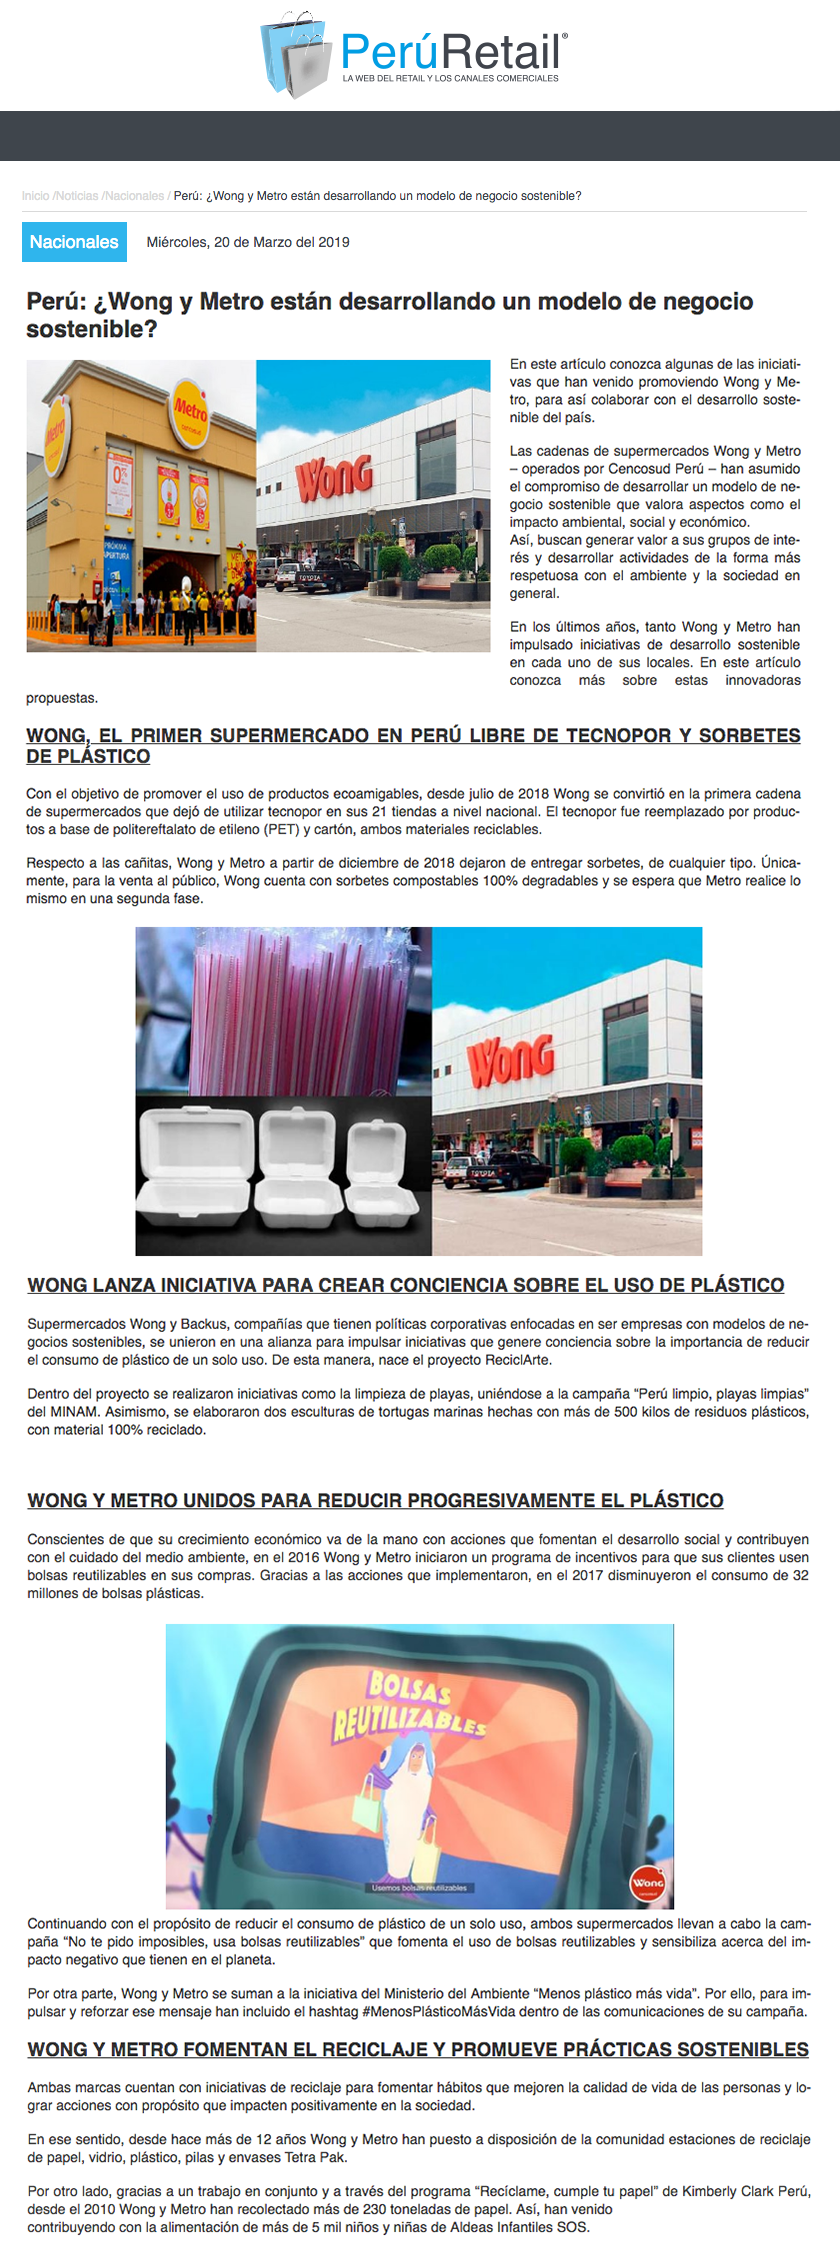 PerúRetail®
LA WEB DEL RETAIL Y LOS CANALES COMERCIALES
Inicio /Noticias /Nacionales / Perú: ¿Wong y Metro están desarrollando un modelo de negocio sostenible?
Nacionales
Miércoles, 20 de Marzo del 2019
Perú: ¿Wong y Metro están desarrollando un modelo de negocio
sostenible?
Metro
cencosud
Metro
0%
PRÓXIMA
APERTURA
Wong
TOYOTA
En este artículo conozca algunas de las iniciati-
vas que han venido promoviendo Wong y Me-
tro, para así colaborar con el desarrollo soste-
nible del país.
Las cadenas de supermercados Wong y Metro
– operados por Cencosud Perú – han asumido
el compromiso de desarrollar un modelo de ne-
gocio sostenible que valora aspectos como el
impacto ambiental, social y económico.
Así, buscan generar valor a sus grupos de inte-
rés y desarrollar actividades de la forma más
respetuosa con el ambiente y la sociedad en
general.
En los últimos años, tanto Wong y Metro han
impulsado iniciativas de desarrollo sostenible
en cada uno de sus locales. En este artículo
conozca más sobre estas innovadoras
propuestas.
WONG, EL PRIMER SUPERMERCADO EN PERÚ LIBRE DE TECNOPOR Y SORBETES
DE PLÁSTICO
Con el objetivo de promover el uso de productos ecoamigables, desde julio de 2018 Wong se convirtió en la primera cadena
de supermercados que dejó de utilizar tecnopor en sus 21 tiendas a nivel nacional. El tecnopor fue reemplazado por produc-
tos a base de politereftalato de etileno (PET) y cartón, ambos materiales reciclables.
Respecto a las cañitas, Wong y Metro a partir de diciembre de 2018 dejaron de entregar sorbetes, de cualquier tipo. Única-
mente, para la venta al público, Wong cuenta con sorbetes compostables 100% degradables y se espera que Metro realice lo
mismo en una segunda fase.
Wong
TOYOTA
WONG LANZA INICIATIVA PARA CREAR CONCIENCIA SOBRE EL USO DE PLÁSTICO
Supermercados Wong y Backus, compañías que tienen políticas corporativas enfocadas en ser empresas con modelos de ne-
gocios sostenibles, se unieron en una alianza para impulsar iniciativas que genere conciencia sobre la importancia de reducir
el consumo de plástico de un solo uso. De esta manera, nace el proyecto ReciclArte.
Dentro del proyecto se realizaron iniciativas como la limpieza de playas, uniéndose a la campaña “Perú limpio, playas limpias”
del MINAM. Asimismo, se elaboraron dos esculturas de tortugas marinas hechas con más de 500 kilos de residuos plásticos,
con material 100% reciclado.
WONG Y METRO UNIDOS PARA REDUCIR PROGRESIVAMENTE EL PLÁSTICO
Conscientes de que su crecimiento económico va de la mano con acciones que fomentan el desarrollo social y contribuyen
con el cuidado del medio ambiente, en el 2016 Wong y Metro iniciaron un programa de incentivos para que sus clientes usen
bolsas reutilizables en sus compras. Gracias a las acciones que implementaron, en el 2017 disminuyeron el consumo de 32
millones de bolsas plásticas.
BOLSAS
REUTILIZABLES
Usemos bolsas reutilizables
Wong
cencosud
Continuando con el propósito de reducir el consumo de plástico de un solo uso, ambos supermercados llevan a cabo la cam-
paña “No te pido imposibles, usa bolsas reutilizables” que fomenta el uso de bolsas reutilizables y sensibiliza acerca del im-
pacto negativo que tienen en el planeta.
Por otra parte, Wong y Metro se suman a la iniciativa del Ministerio del Ambiente “Menos plástico más vida”. Por ello, para im-
pulsar y reforzar ese mensaje han incluido el hashtag #MenosPlásticoMásVida dentro de las comunicaciones de su campaña.
WONG Y METRO FOMENTAN EL RECICLAJE Y PROMUEVE PRÁCTICAS SOSTENIBLES
Ambas marcas cuentan con iniciativas de reciclaje para fomentar hábitos que mejoren la calidad de vida de las personas y lo-
grar acciones con propósito que impacten positivamente en la sociedad.
En ese sentido, desde hace más de 12 años Wong y Metro han puesto a disposición de la comunidad estaciones de reciclaje
de papel, vidrio, plástico, pilas y envases Tetra Pak.
Por otro lado, gracias a un trabajo en conjunto y a través del programa “Recíclame, cumple tu papel” de Kimberly Clark Perú,
desde el 2010 Wong y Metro han recolectado más de 230 toneladas de papel. Así, han venido
contribuyendo con la alimentación de más de 5 mil niños y niñas de Aldeas Infantiles SOS.